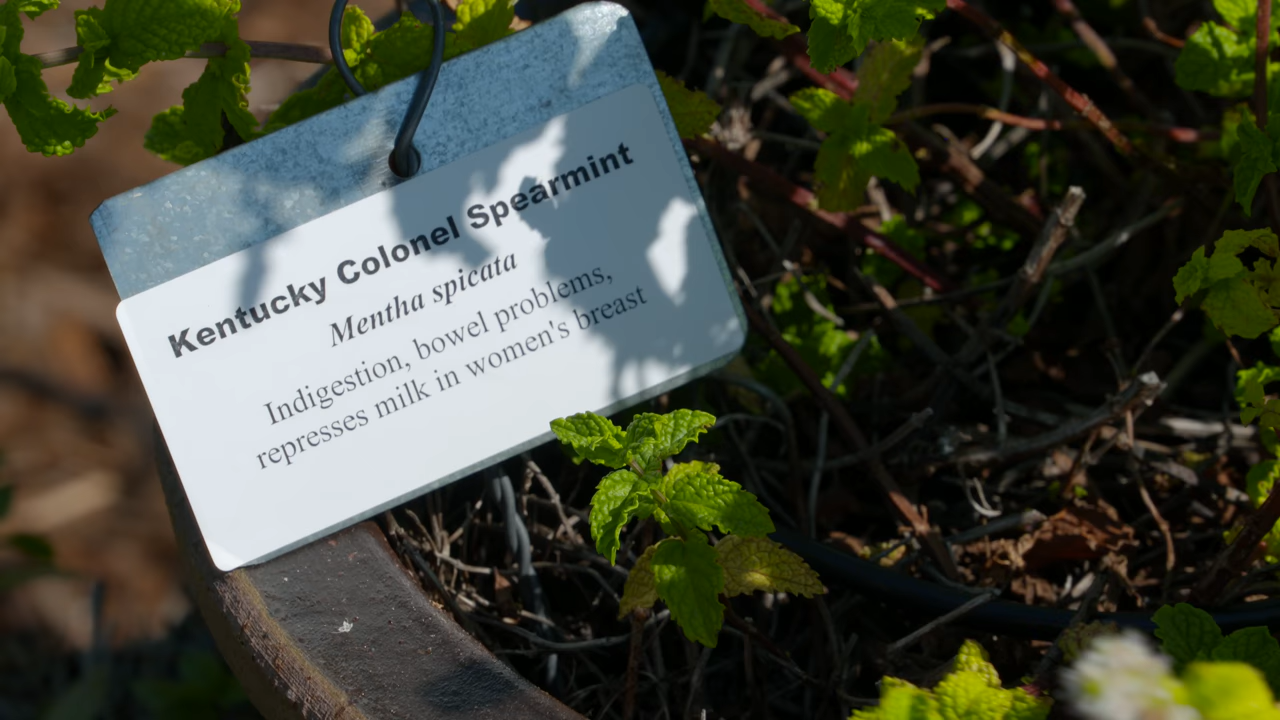 Kentucky Colonel Spearmint
Mentha spicata
Indigestion, bowel problems,
represses milk in women's breast